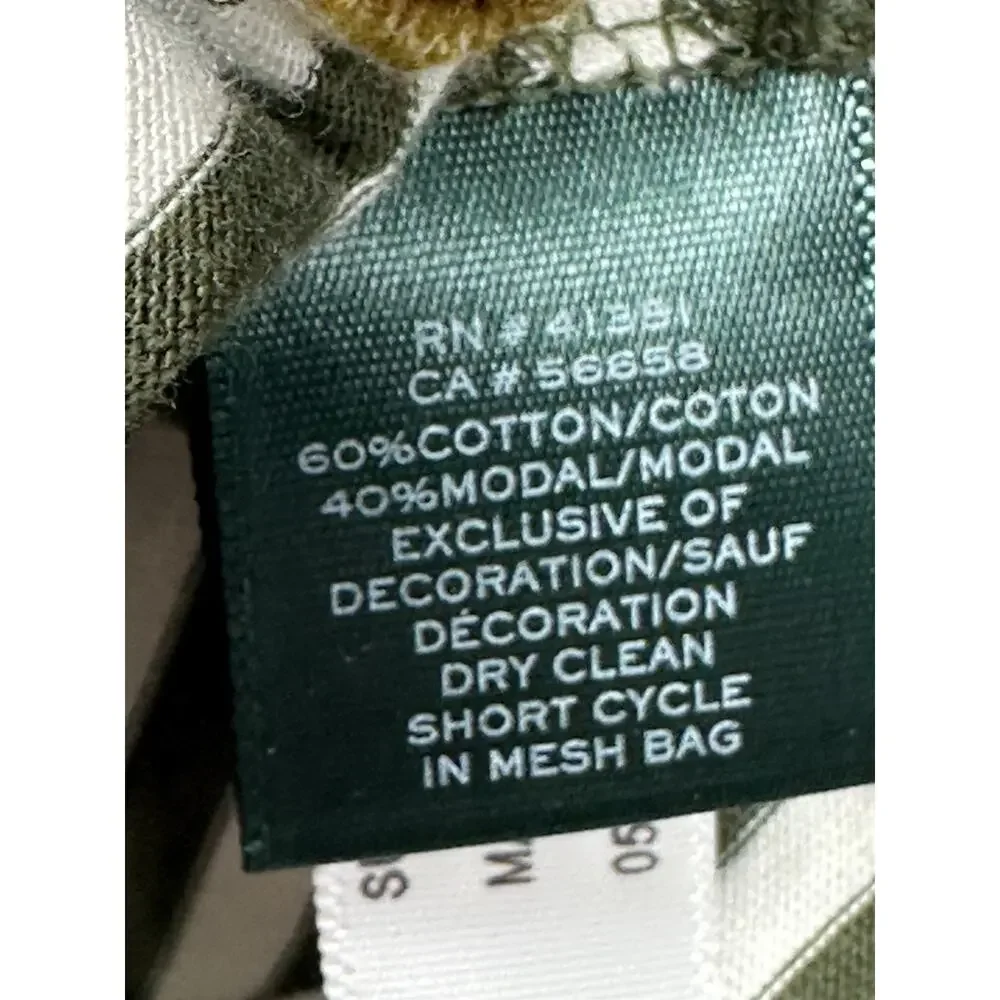 RN # 41381
CA # 56658
60%COTTON/COTON
40%MODAL/MODAL
EXCLUSIVE OF
DECORATION/SAUF
DÉCORATION
DRY CLEAN
SHORT CYCLE
IN MESH BAG
05